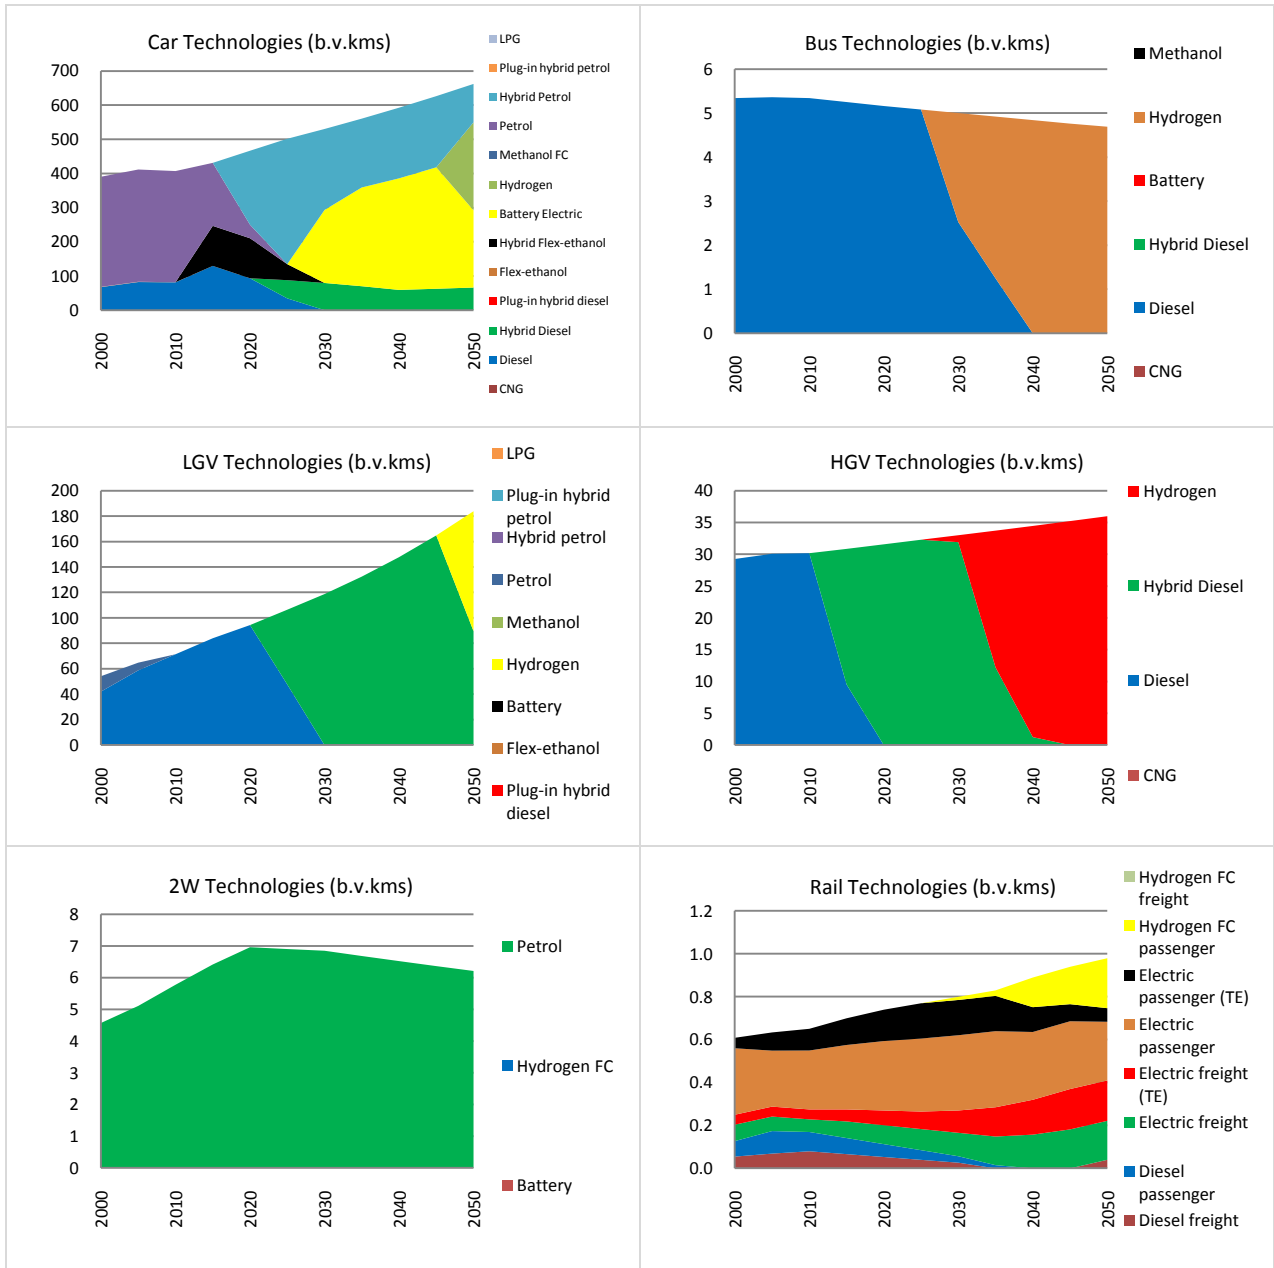 Car Technologies (b.v.kms)
700
600
500
400
300
200
100
0
2000
2010
2020
2030
2040
2050
LPG
Plug-in hybrid petrol
Hybrid Petrol
Petrol
Methanol FC
Hydrogen
Battery Electric
Hybrid Flex-ethanol
Flex-ethanol
Plug-in hybrid diesel
Hybrid Diesel
Diesel
CNG
Bus Technologies (b.v.kms)
6
5
4
3
2
1
0
2000
2010
2020
2030
2040
2050
Methanol
Hydrogen
Battery
Hybrid Diesel
Diesel
CNG
LGV Technologies (b.v.kms)
200
180
160
140
120
100
80
60
40
20
0
2000
2010
2020
2030
2040
2050
LPG
Plug-in hybrid
petrol
Hybrid petrol
Petrol
Methanol
Hydrogen
Battery
Flex-ethanol
Plug-in hybrid
diesel
HGV Technologies (b.v.kms)
40
35
30
25
20
15
10
5
0
2000
2010
2020
2030
2040
2050
Hydrogen
Hybrid Diesel
Diesel
CNG
2W Technologies (b.v.kms)
8
7
6
5
4
3
2
1
0
2000
2010
2020
2030
2040
2050
Petrol
Hydrogen FC
Battery
Rail Technologies (b.v.kms)
1.2
1.0
0.8
0.6
0.4
0.2
0.0
2000
2010
2020
2030
2040
2050
Hydrogen FC
freight
Hydrogen FC
passenger
Electric
passenger (TE)
Electric
passenger
Electric freight
(TE)
Electric freight
Diesel
passenger
Diesel freight